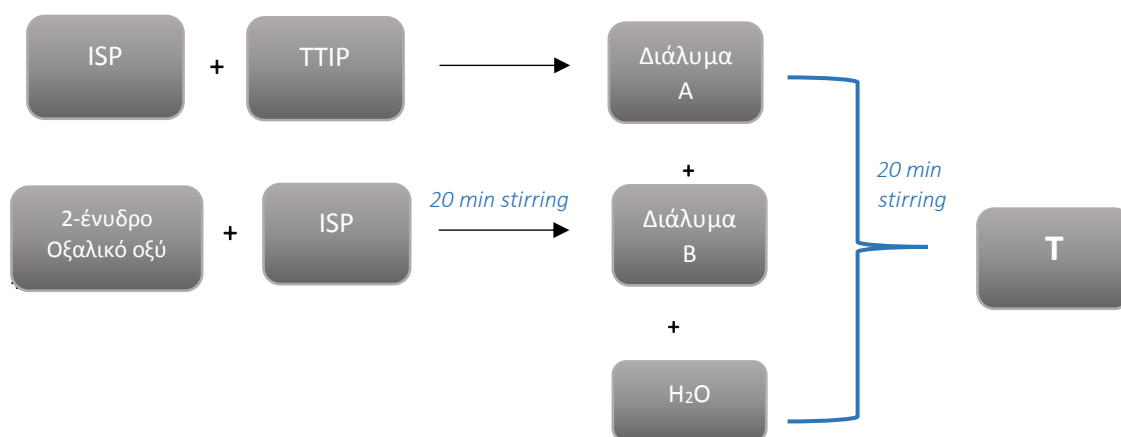 ISP
+
TTIP
Διάλυμα
A
+
20 min
stirring
2-ένυδρο
Οξαλικό οξύ
+
ISP
20 min stirring
Διάλυμα
B
T
+
H₂O